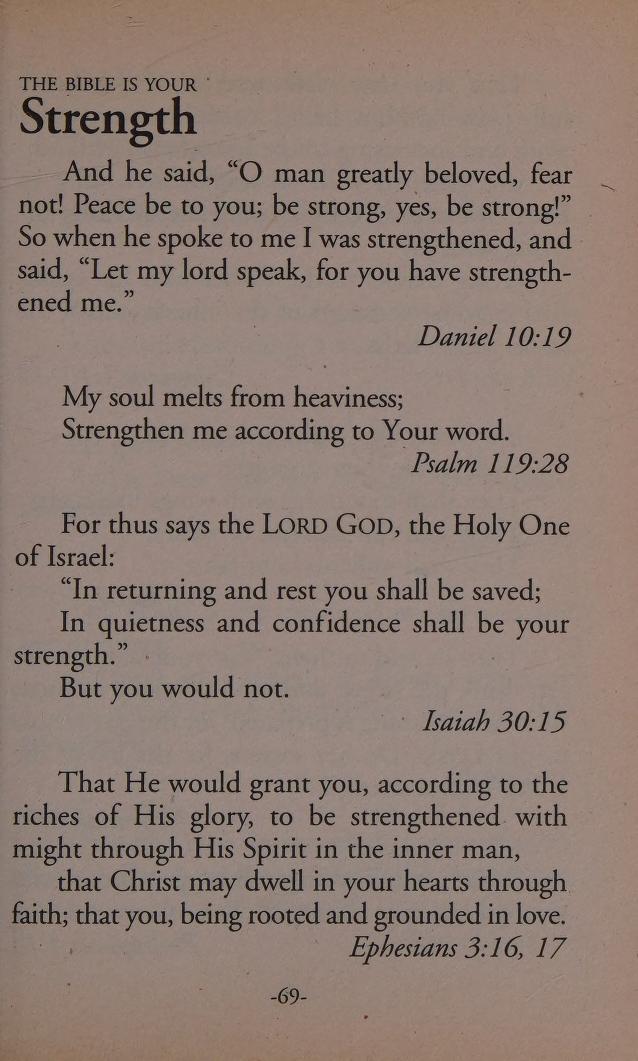 THE BIBLE IS YOUR
Strength
And he said, “O man greatly beloved, fear
not! Peace be to you; be strong, yes, be strong!”
So when he spoke to me I was strengthened, and
said, “Let my lord speak, for you have strength-
ened me.”
Daniel 10:19
My soul melts from heaviness;
Strengthen me according to Your word.
Psalm 119:28
For thus says the LORD GOD, the Holy One
of Israel:
“In returning and rest you shall be saved;
In quietness and confidence shall be your
strength.”
But you would not.
Isaiah 30:15
That He would grant you, according to the
riches of His glory, to be strengthened with
might through His Spirit in the inner man,
that Christ may dwell in your hearts through
faith; that you, being rooted and grounded in love.
Ephesians 3:16, 17
-69-